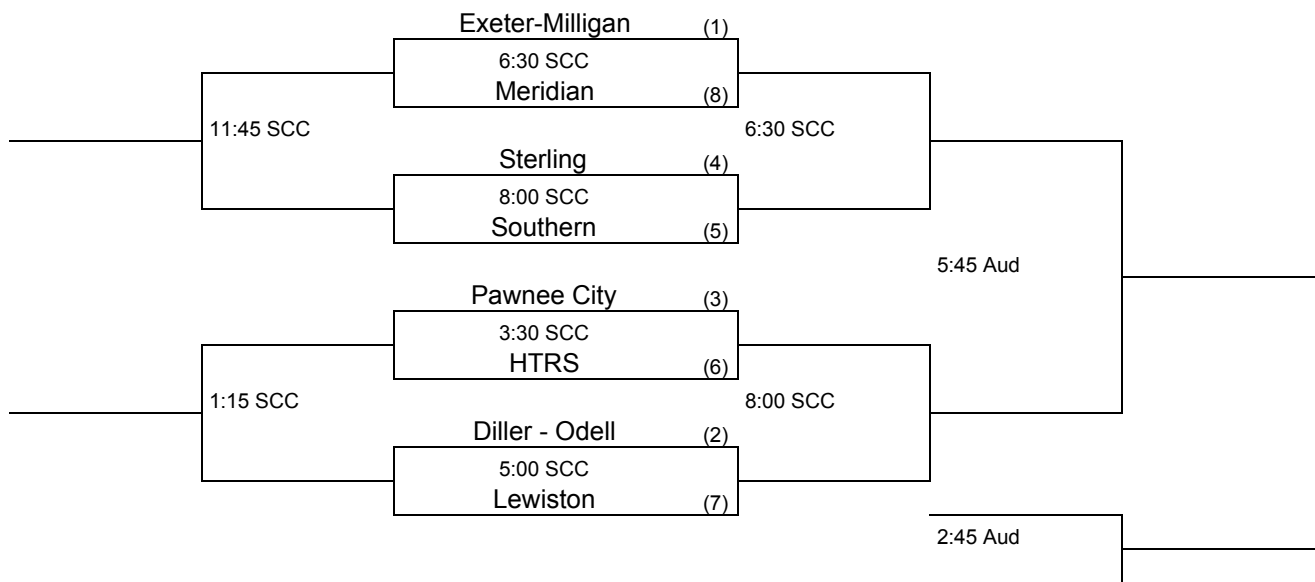 Exeter-Milligan (1)
6:30 SCC
Meridian (8)
11:45 SCC
6:30 SCC
Sterling (4)
8:00 SCC
Southern (5)
5:45 Aud
Pawnee City (3)
3:30 SCC
HTRS (6)
1:15 SCC
8:00 SCC
Diller - Odell (2)
5:00 SCC
Lewiston (7)
2:45 Aud